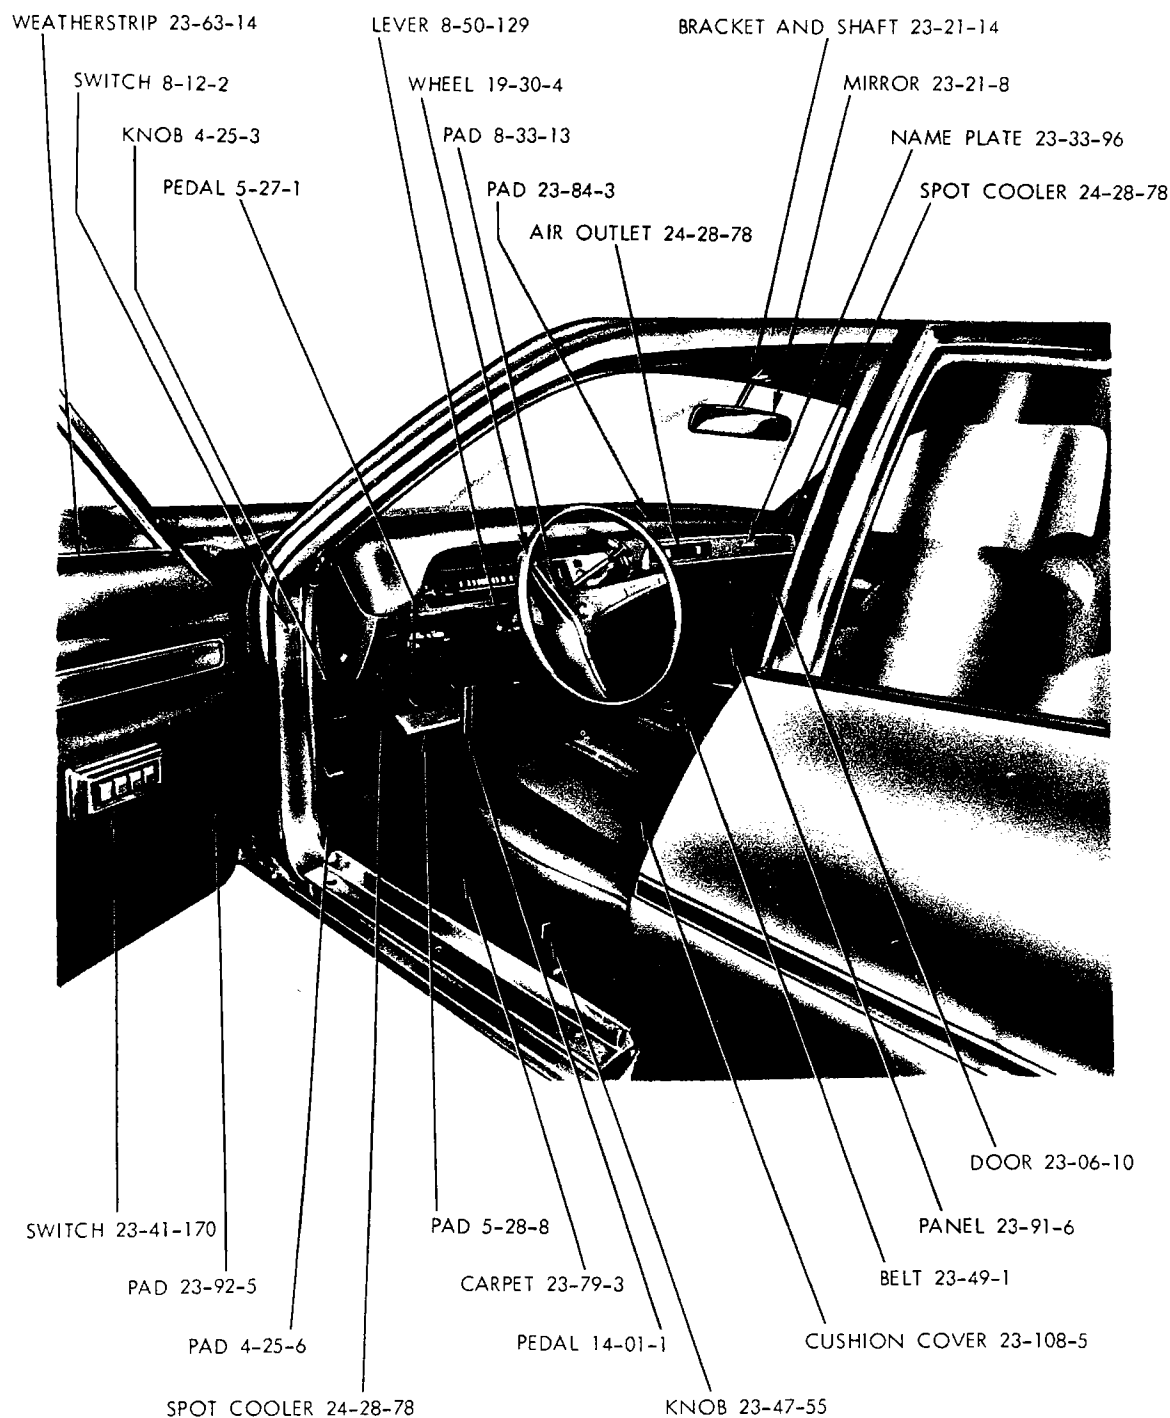 WEATHERSTRIP 23-63-14
LEVER 8-50-129
BRACKET AND SHAFT 23-21-14
SWITCH 8-12-2
WHEEL 19-30-4
MIRROR 23-21-8
KNOB 4-25-3
PAD 8-33-13
NAME PLATE 23-33-96
PEDAL 5-27-1
PAD 23-84-3
SPOT COOLER 24-28-78
AIR OUTLET 24-28-78
DOOR 23-06-10
SWITCH 23-41-170
PAD 5-28-8
PANEL 23-91-6
PAD 23-92-5
CARPET 23-79-3
BELT 23-49-1
PAD 4-25-6
PEDAL 14-01-1
CUSHION COVER 23-108-5
SPOT COOLER 24-28-78
KNOB 23-47-55